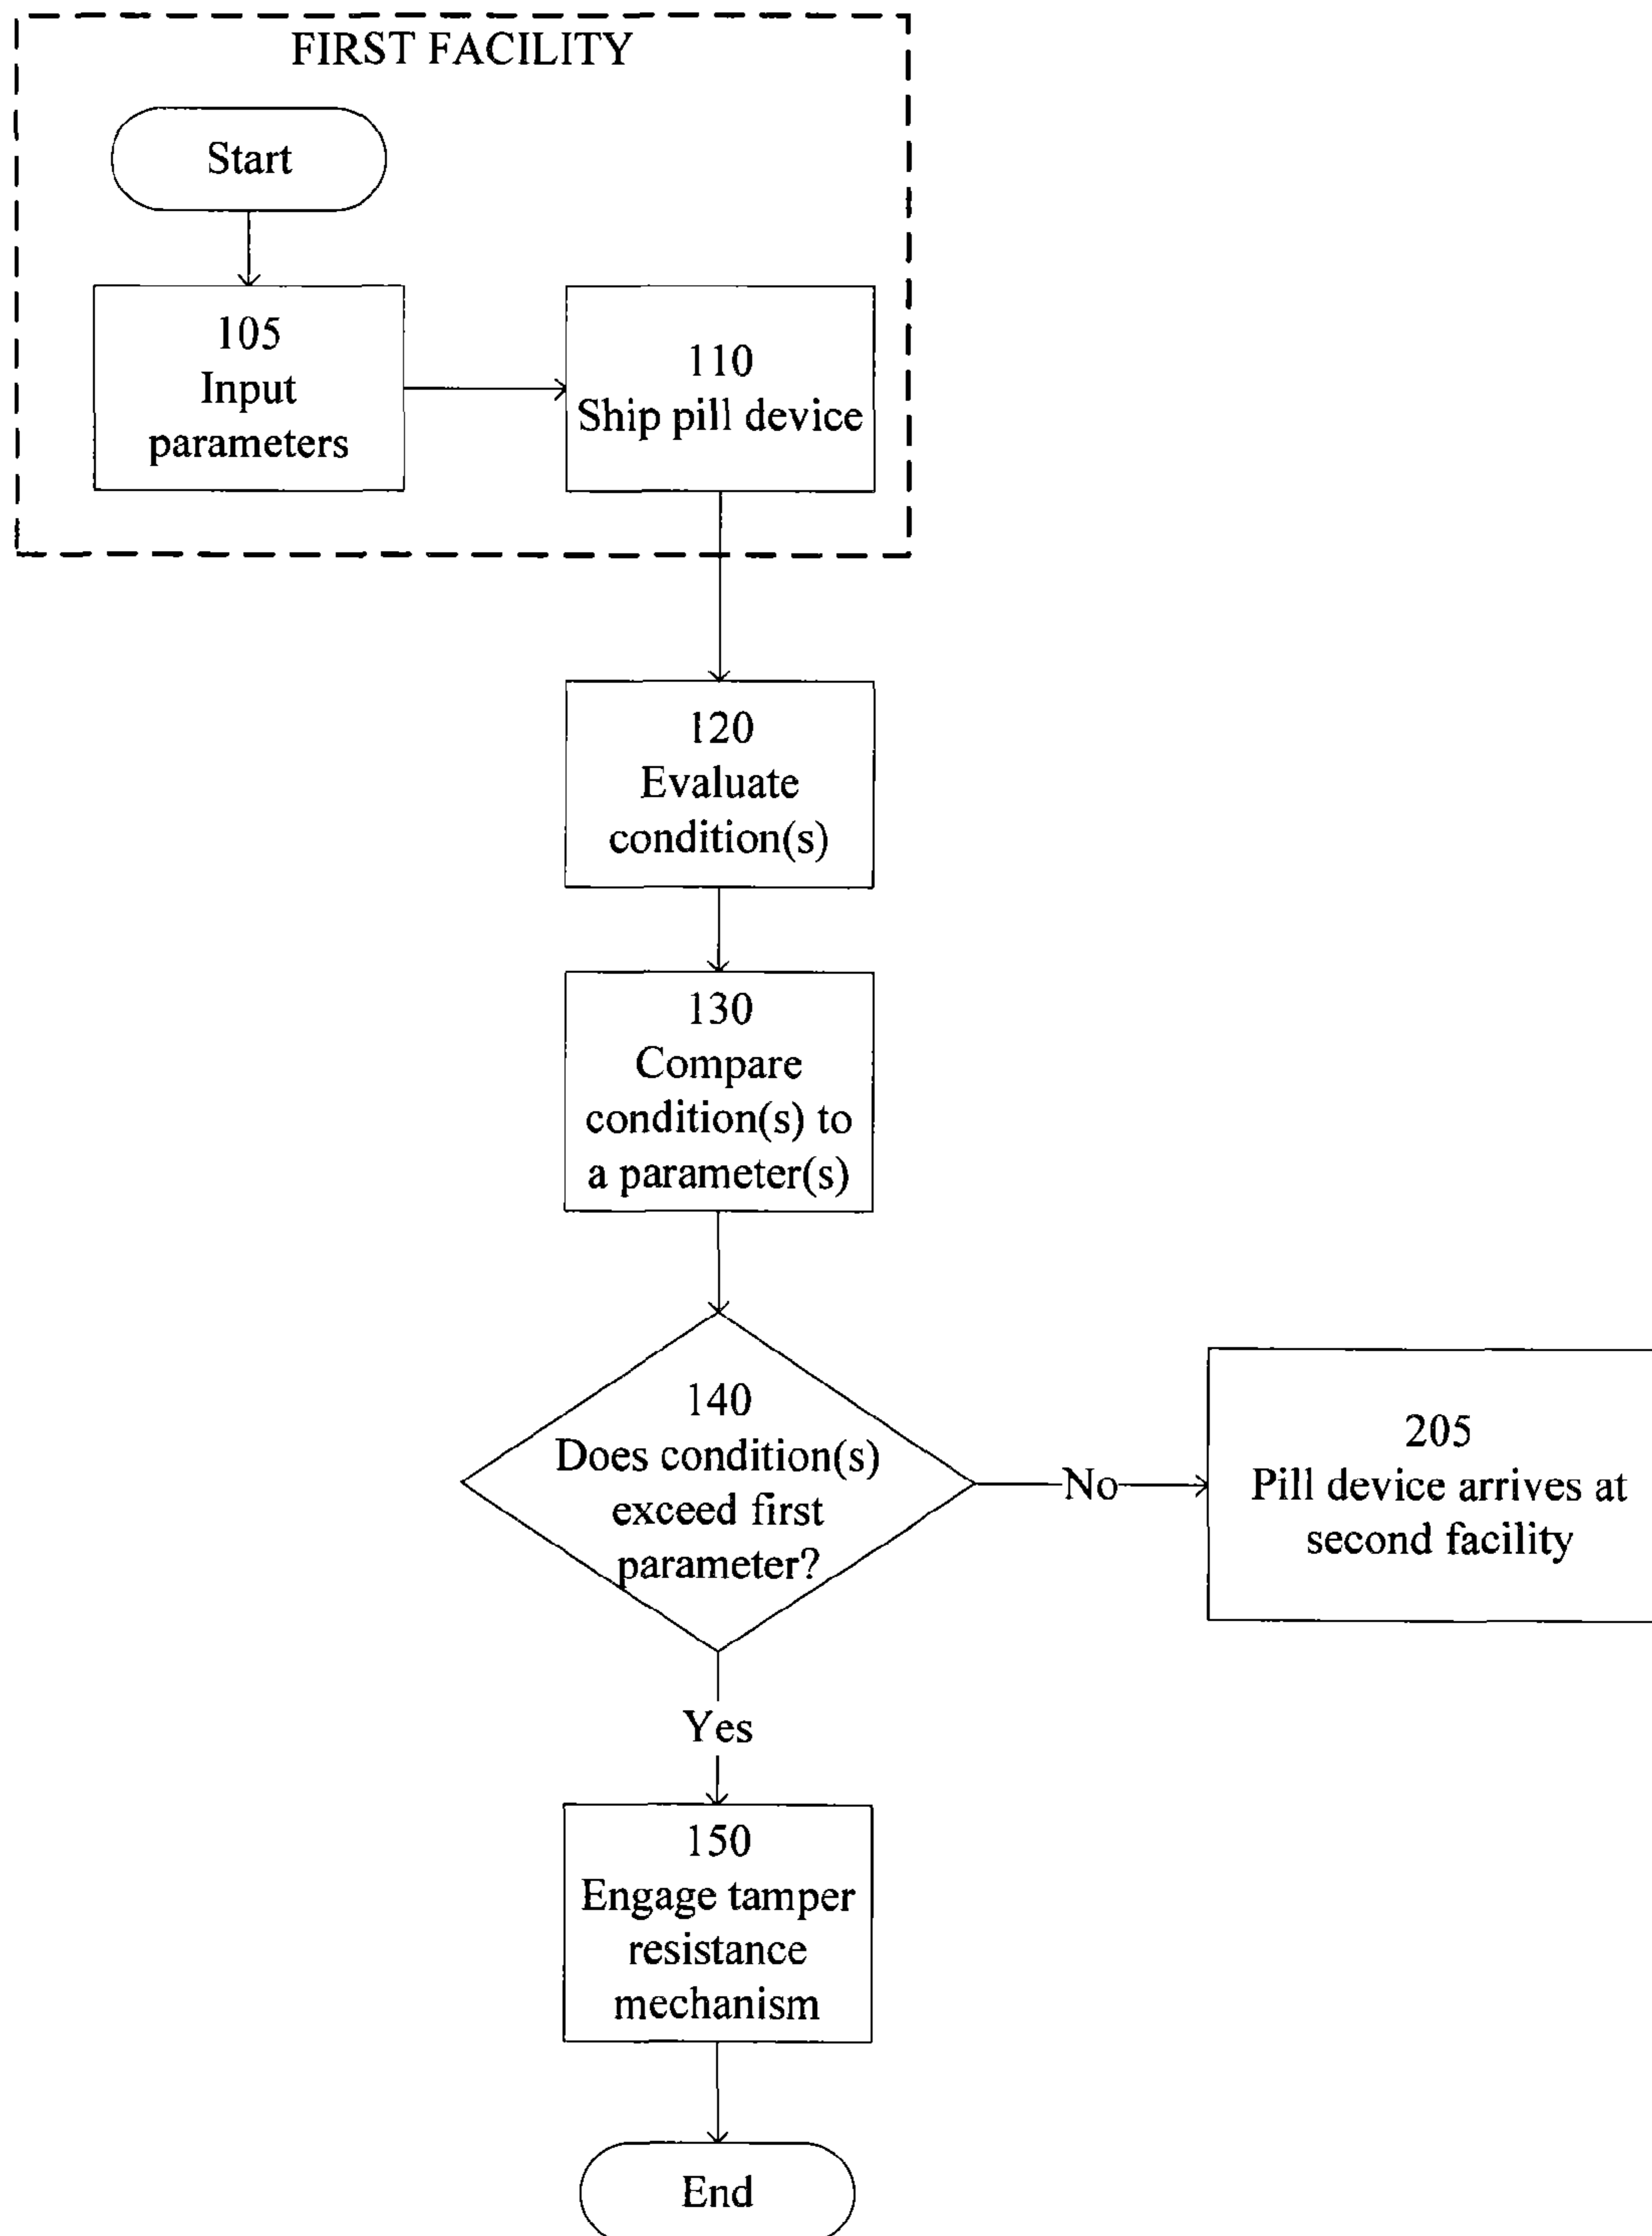 FIRST FACILITY
Start
105
Input
parameters
110
Ship pill device
120
Evaluate
condition(s)
130
Compare
condition(s) to
a parameter(s)
140
Does condition(s)
exceed first
parameter?
No
205
Pill device arrives at
second facility
Yes
150
Engage tamper
resistance
mechanism
End